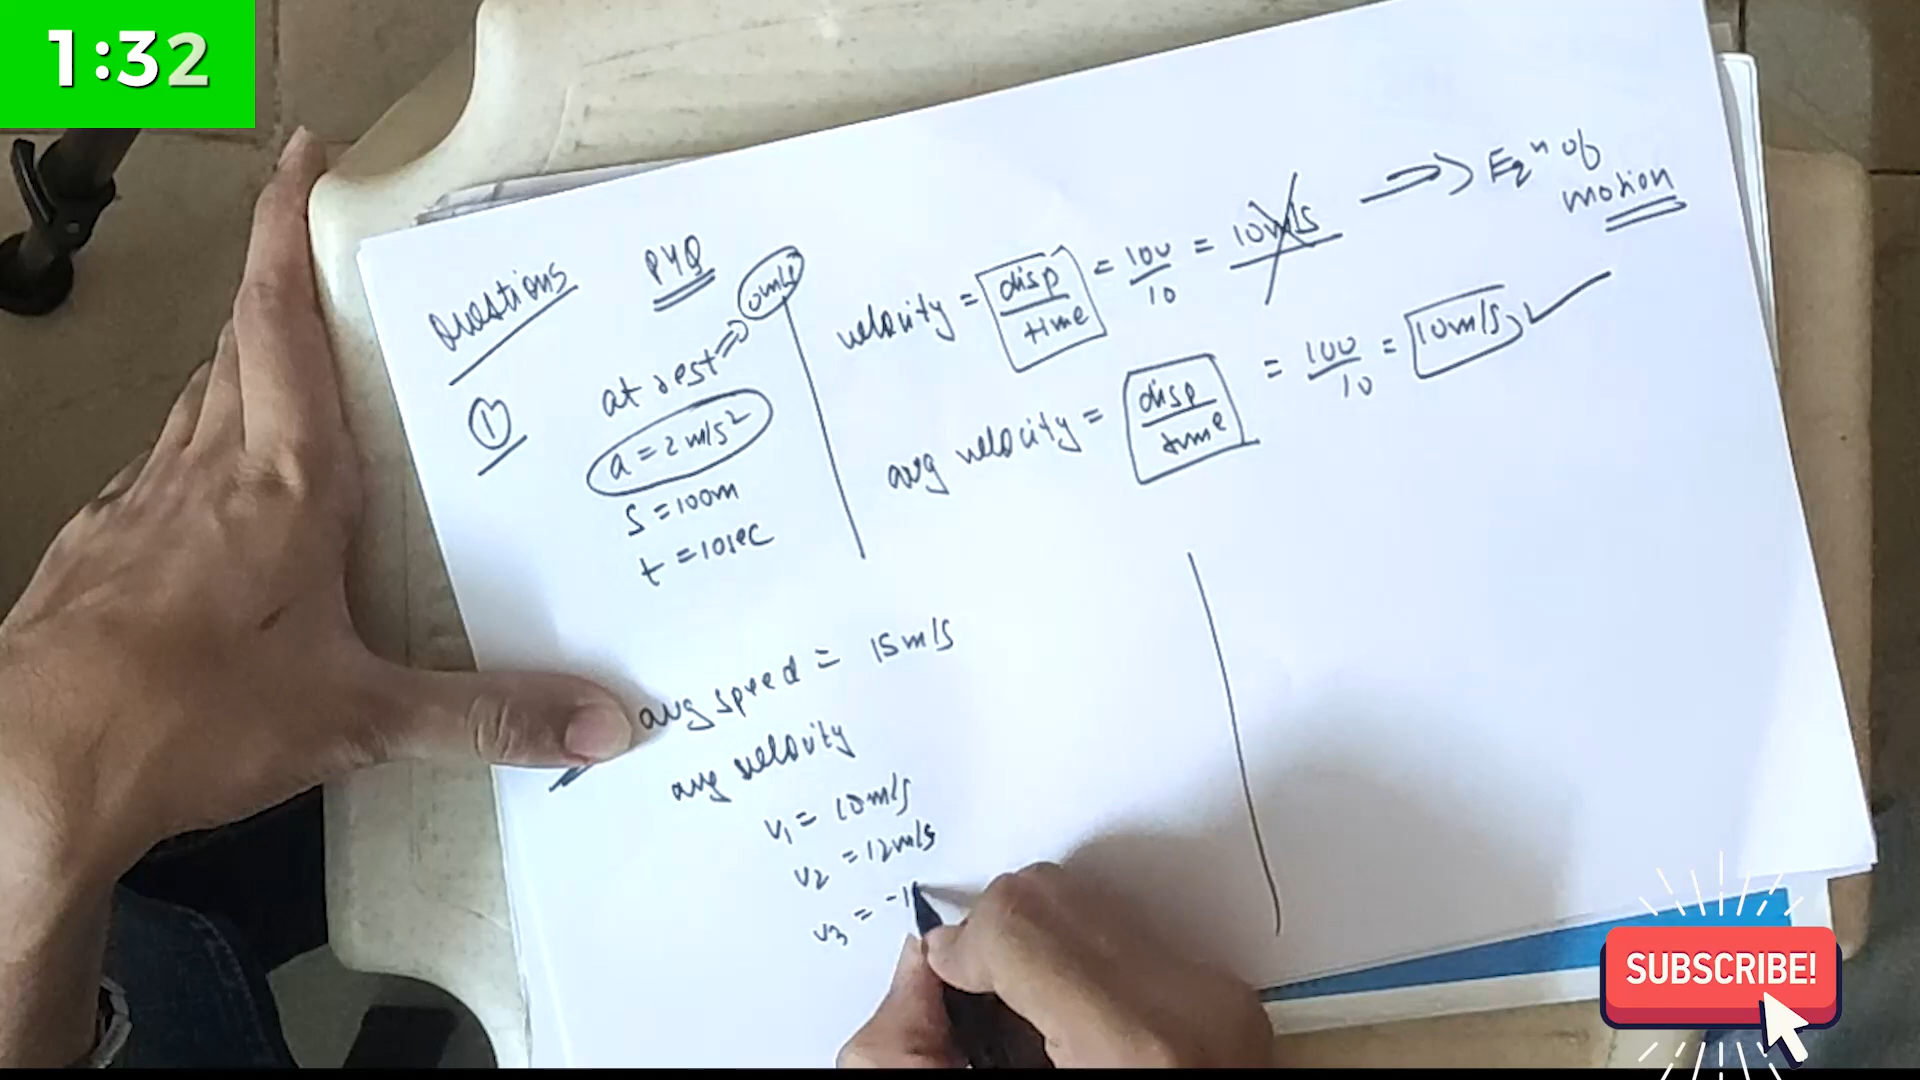 1:32
Questions PYQ
①
at rest ⇒ 0m/s
a = 2 m/s²
S = 100m
t = 10sec
velocity = disp/time = 100/10 = 10m/s ⇒ Eqn of motion
avg velocity = disp/time = 100/10 = 10m/s ✓
avg speed = 15m/s
avg velocity
v₁ = 10m/s
v₂ = 12m/s
v₃ = -1
SUBSCRIBE!